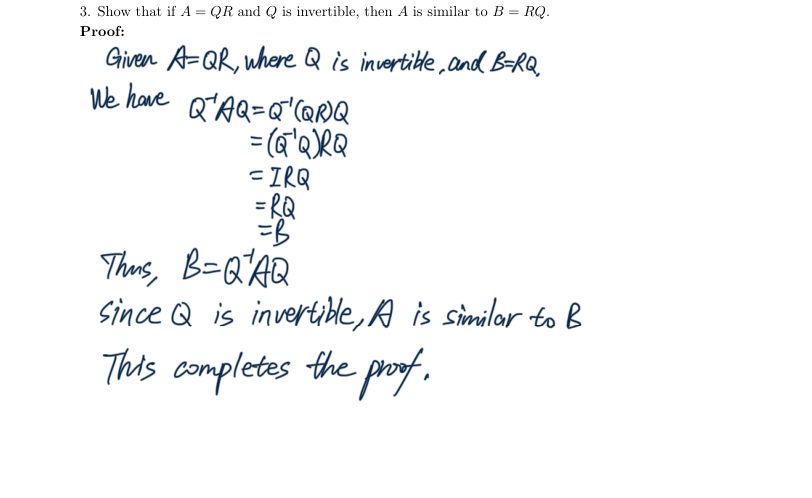 3. Show that if A = QR and Q is invertible, then A is similar to B = RQ.
Proof:
Given A=QR, where Q is invertible, and B=RQ,
We have Q⁻¹AQ=Q⁻¹(QR)Q
=(Q⁻¹Q)RQ
=IRQ
=RQ
=B
Thus, B=Q⁻¹AQ
Since Q is invertible, A is similar to B
This completes the proof.